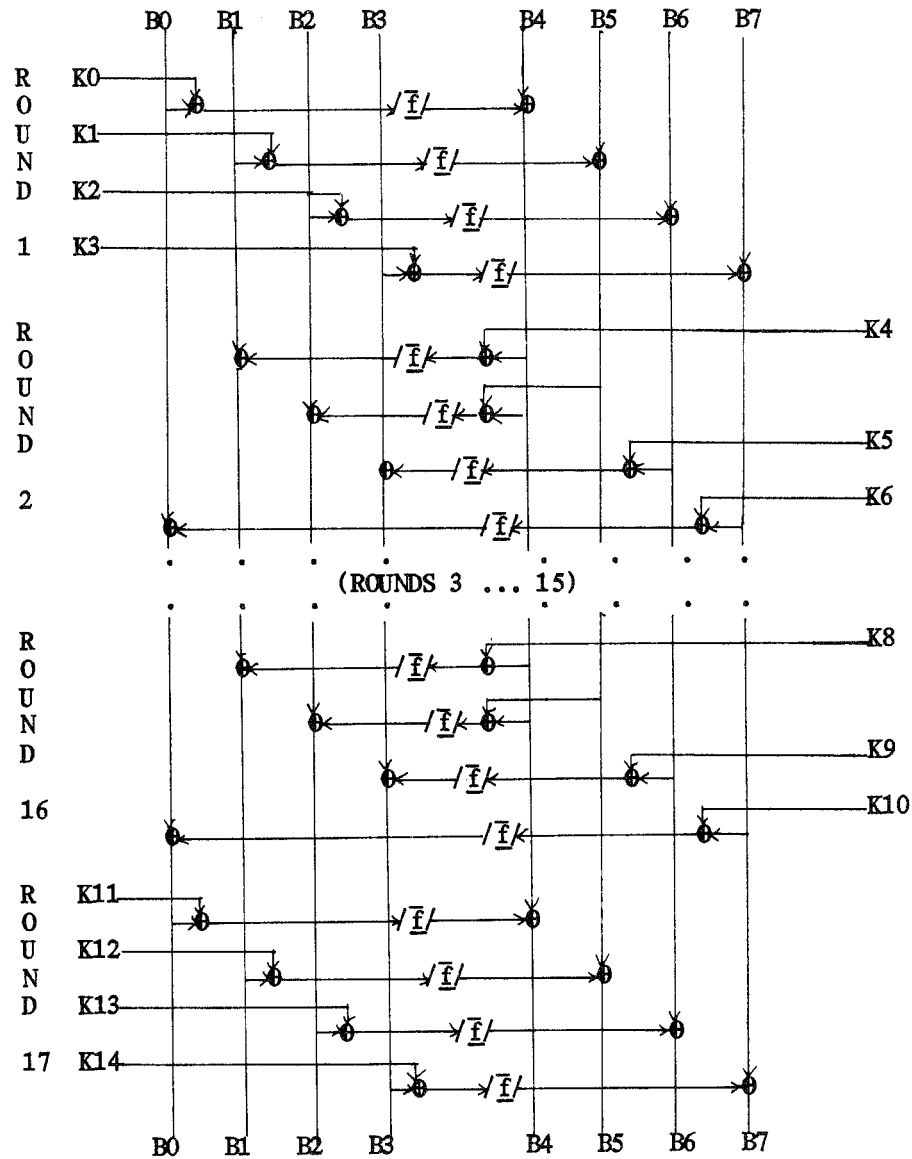 B0 B1 B2 B3 B4 B5 B6 B7
R K0
O /f/
U K1
N /f/
D K2
/f/
1 K3
/f/
R K4
O /f/
U
N /f/
D K5
/f/
2 K6
/f/
(ROUNDS 3 ... 15)
R K8
O /f/
U
N /f/
D K9
/f/
16 K10
/f/
R K11
O /f/
U K12
N /f/
D K13
/f/
17 K14
/f/
B0 B1 B2 B3 B4 B5 B6 B7